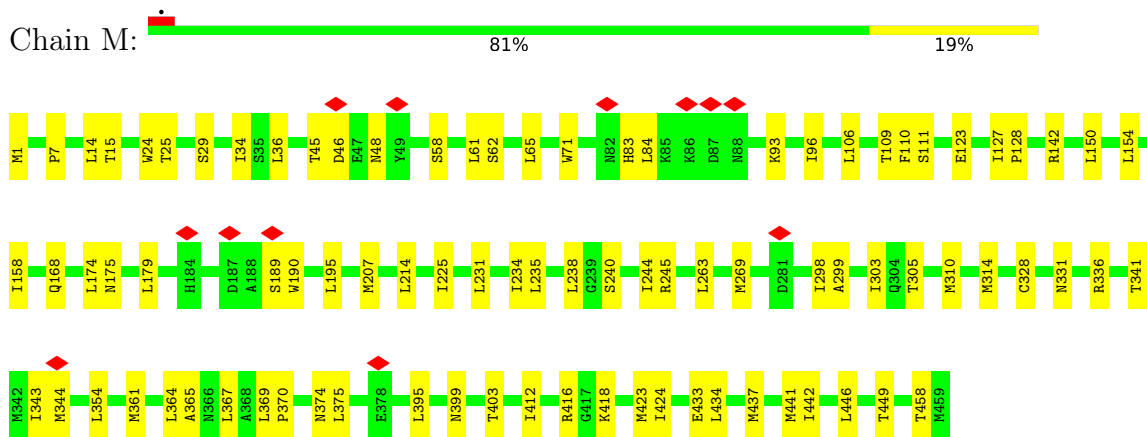 Chain M:
81% 19%
M1 P7 L14 T15 W24 T25 S29 I34 S35 L36 T45 D46 E47 N48 Y49 S58 L61 S62 L65 W71 N82 H83 L84 K85 K86 D87 N88 K93 I96 L106 T109 F110 S111 E123 I127 P128 R142 L150 L154
I158 Q168 L174 N175 L179 H184 D187 A188 S189 W190 L195 M207 L214 I225 L231 I234 L235 L238 G239 S240 I244 R245 L263 M269 D281 I298 A299 I303 Q304 T305 M310 M314 C328 N331 R336 T341
M342 I343 M344 L354 M361 L364 A365 N366 L367 A368 L369 P370 N374 L375 E378 L395 N399 T403 I412 R416 G417 K418 M423 I424 E433 L434 M437 M441 I442 L446 T449 T458 M459